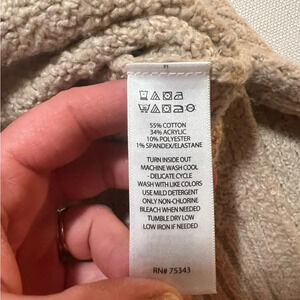 55% COTTON
34% ACRYLIC
10% POLYESTER
1% SPANDEX/ELASTANE
TURN INSIDE OUT
MACHINE WASH COOL
- DELICATE CYCLE
WASH WITH LIKE COLORS
USE MILD DETERGENT
ONLY NON-CHLORINE
BLEACH WHEN NEEDED
TUMBLE DRY LOW
LOW IRON IF NEEDED
RN# 75343